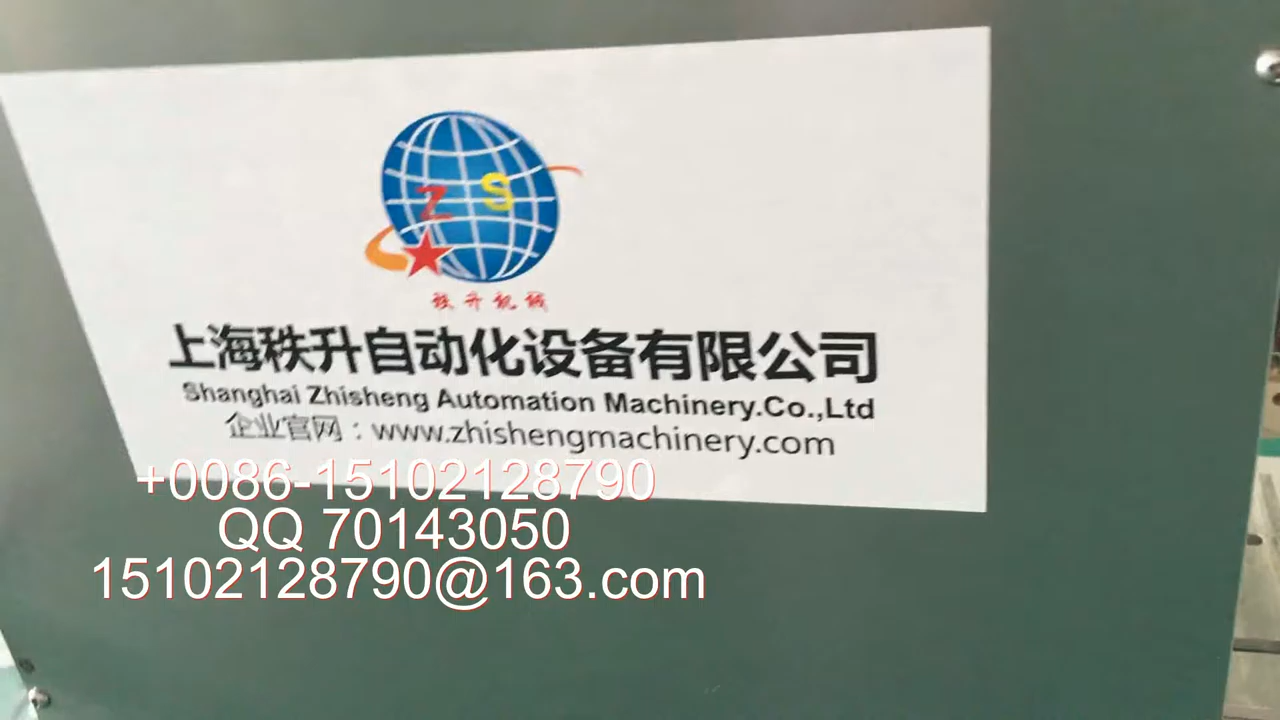 Z S
秩升机械
上海秩升自动化设备有限公司
Shanghai Zhisheng Automation Machinery.Co.,Ltd
企业官网：www.zhishengmachinery.com
+0086-15102128790
QQ 70143050
15102128790@163.com